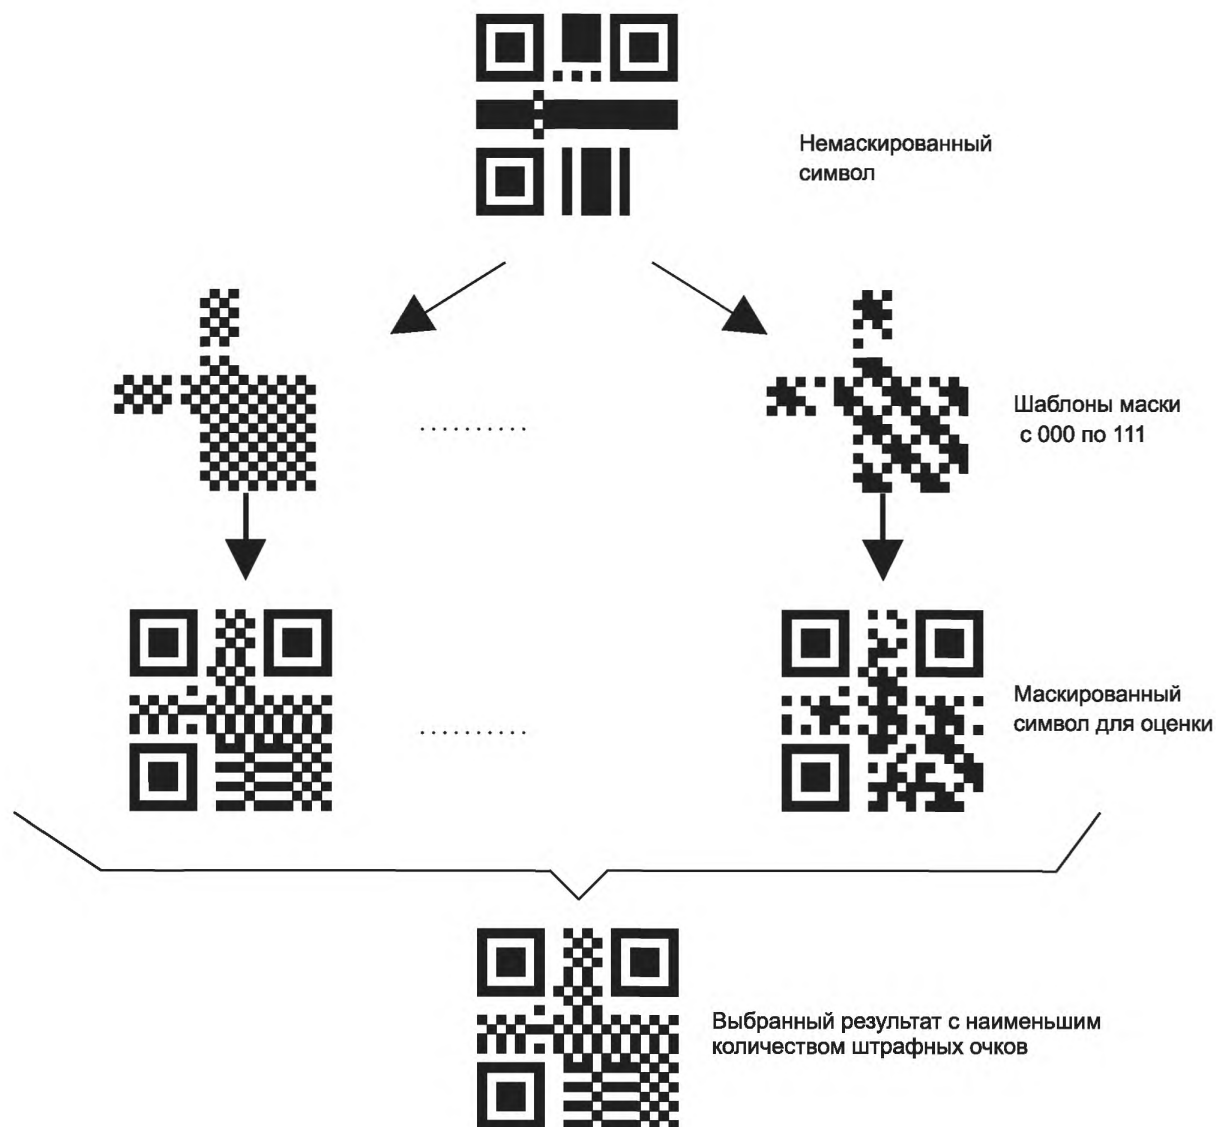 Немаскированный
символ
Шаблоны маски
с 000 по 111
..........
Маскированный
символ для оценки
..........
Выбранный результат с наименьшим
количеством штрафных очков